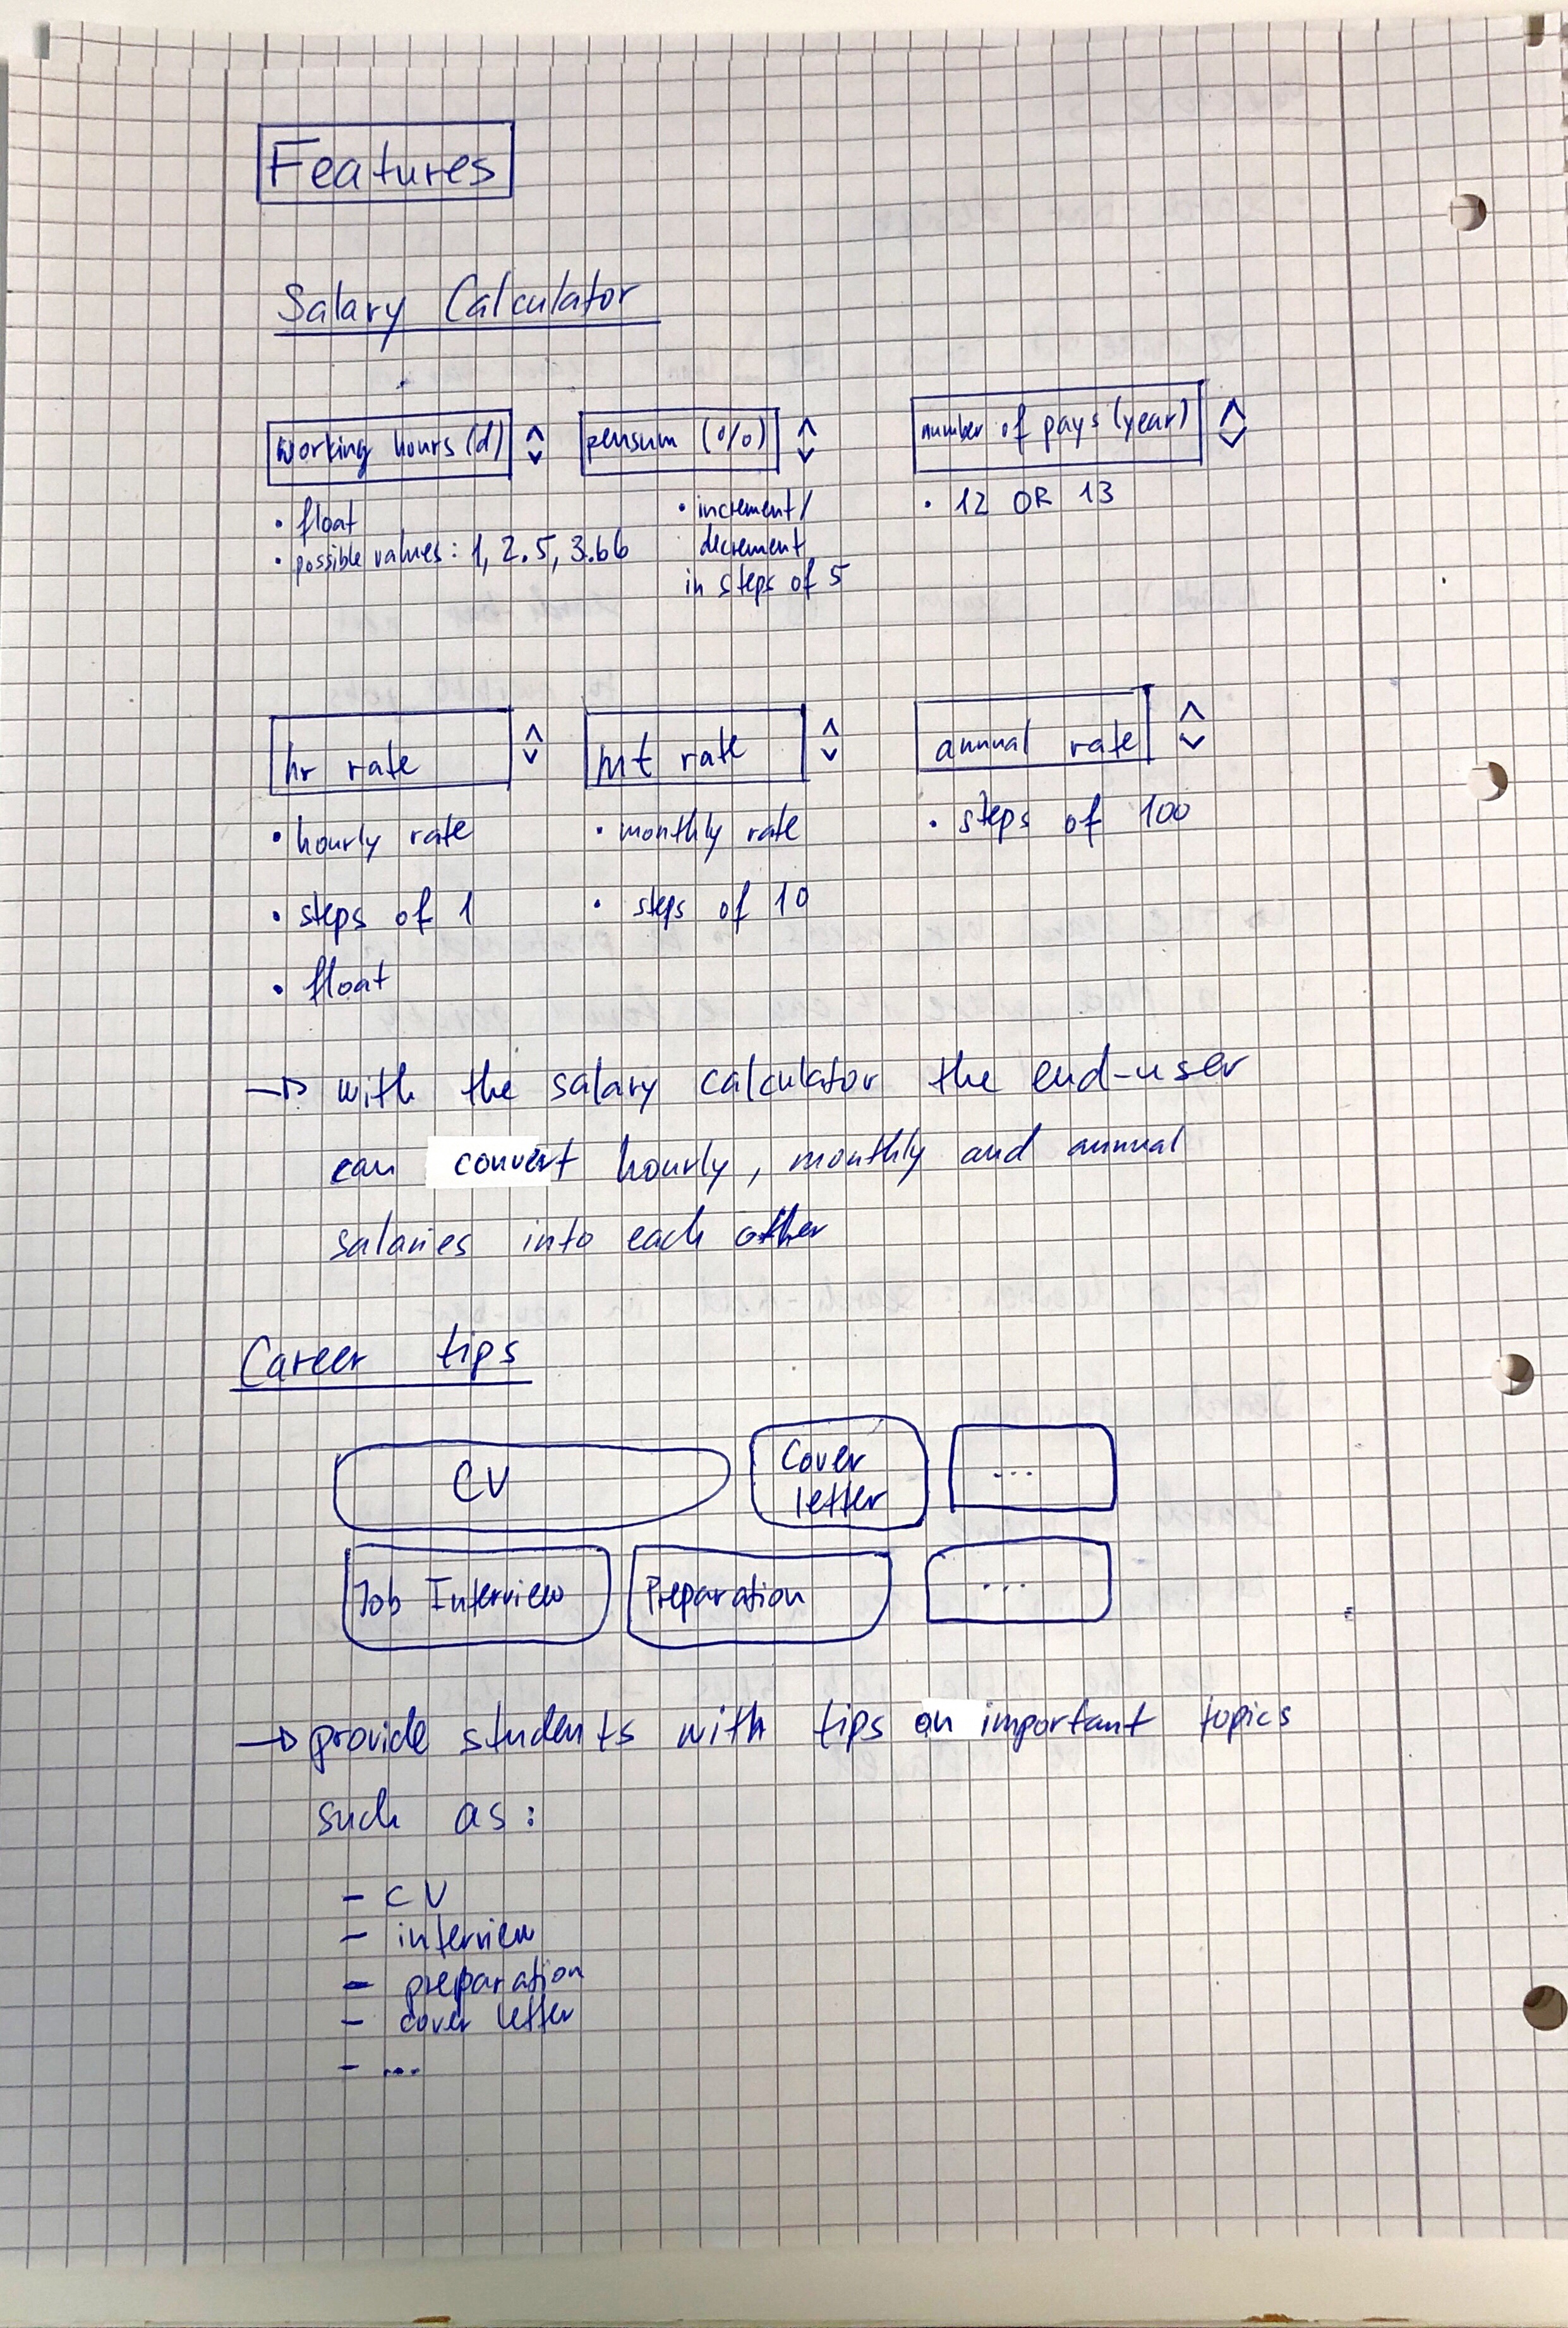 Features
Salary Calculator
working hours (d)
pensum (%)
number of pays (year)
• float
• possible values: 1, 2.5, 3.66
• increment/
decrement
in steps of 5
• 12 OR 13
hr rate
mt rate
annual rate
• hourly rate
• steps of 1
• float
• monthly rate
• steps of 10
• steps of 100
→ with the salary calculator the end-user
can convert hourly, monthly and annual
salaries into each other
Career tips
CV
Cover
letter
...
Job Interview
Preparation
...
→ provide students with tips on important topics
such as:
- CV
- interview
- preparation
- cover letter
- ...